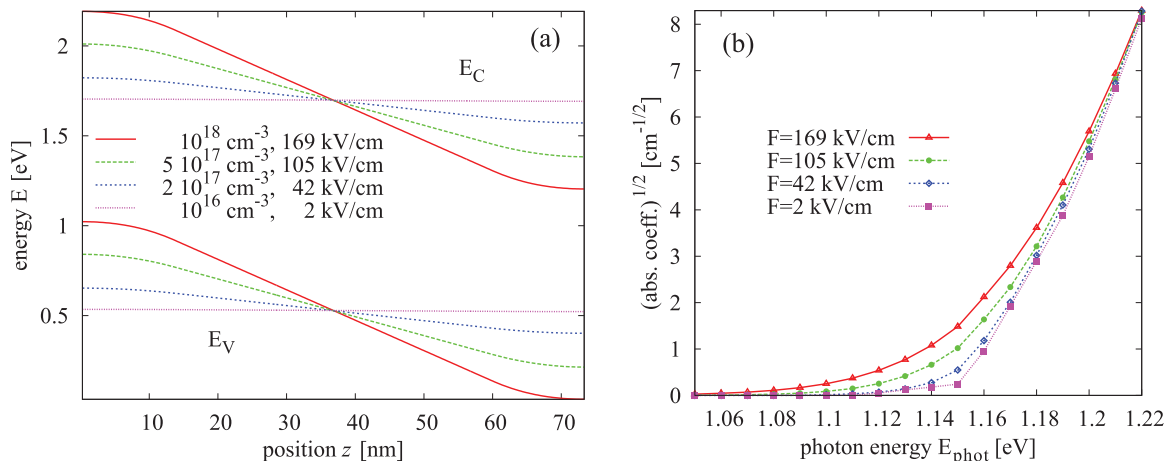 (a)
2
1.5
1
0.5
energy E [eV]
E_C
10^18 cm^-3, 169 kV/cm
5 10^17 cm^-3, 105 kV/cm
2 10^17 cm^-3, 42 kV/cm
10^16 cm^-3, 2 kV/cm
E_V
10 20 30 40 50 60 70
position z [nm]
(b)
8
7
6
5
4
3
2
1
0
(abs. coeff.)^1/2 [cm^-1/2]
F=169 kV/cm
F=105 kV/cm
F=42 kV/cm
F=2 kV/cm
1.06 1.08 1.1 1.12 1.14 1.16 1.18 1.2 1.22
photon energy E_phot [eV]